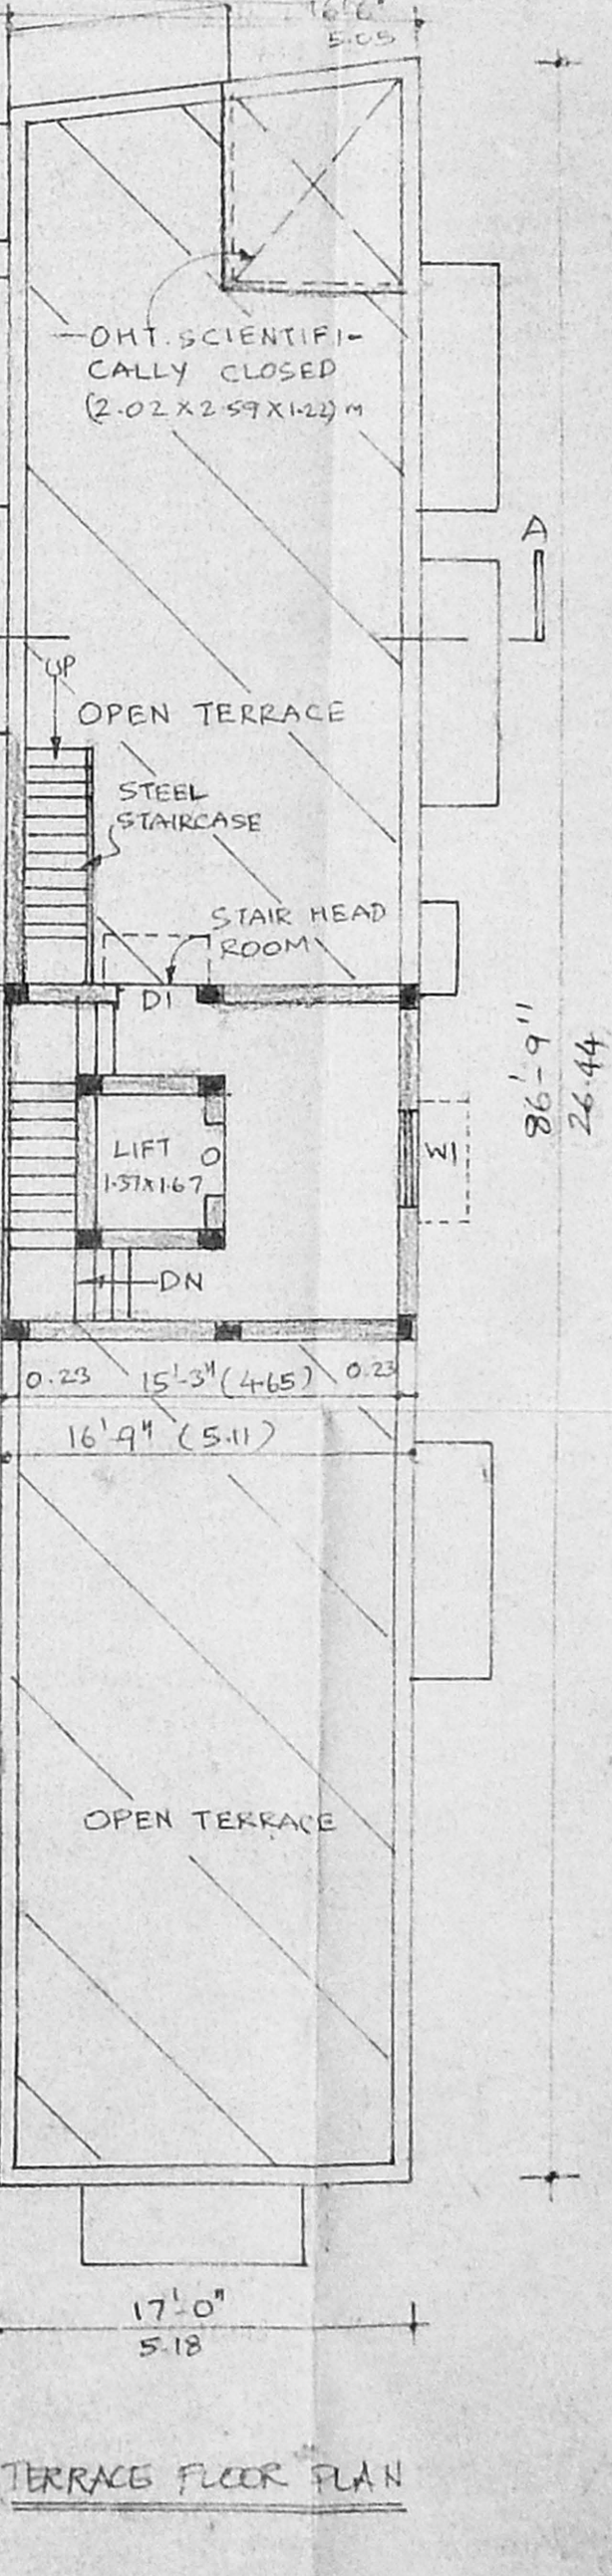 16'-6"
5.05
OHT. SCIENTIFI-
CALLY CLOSED
(2.02 X 2.59 X 1.22) M
A
UP
OPEN TERRACE
STEEL
STAIRCASE
STAIR HEAD
ROOM
D1
86'-9"
26.44
LIFT
1.37 X 1.67
O
W1
DN
0.23 15'-3" (4.65) 0.23
16'-9" (5.11)
OPEN TERRACE
17'-0"
5.18
TERRACE FLOOR PLAN